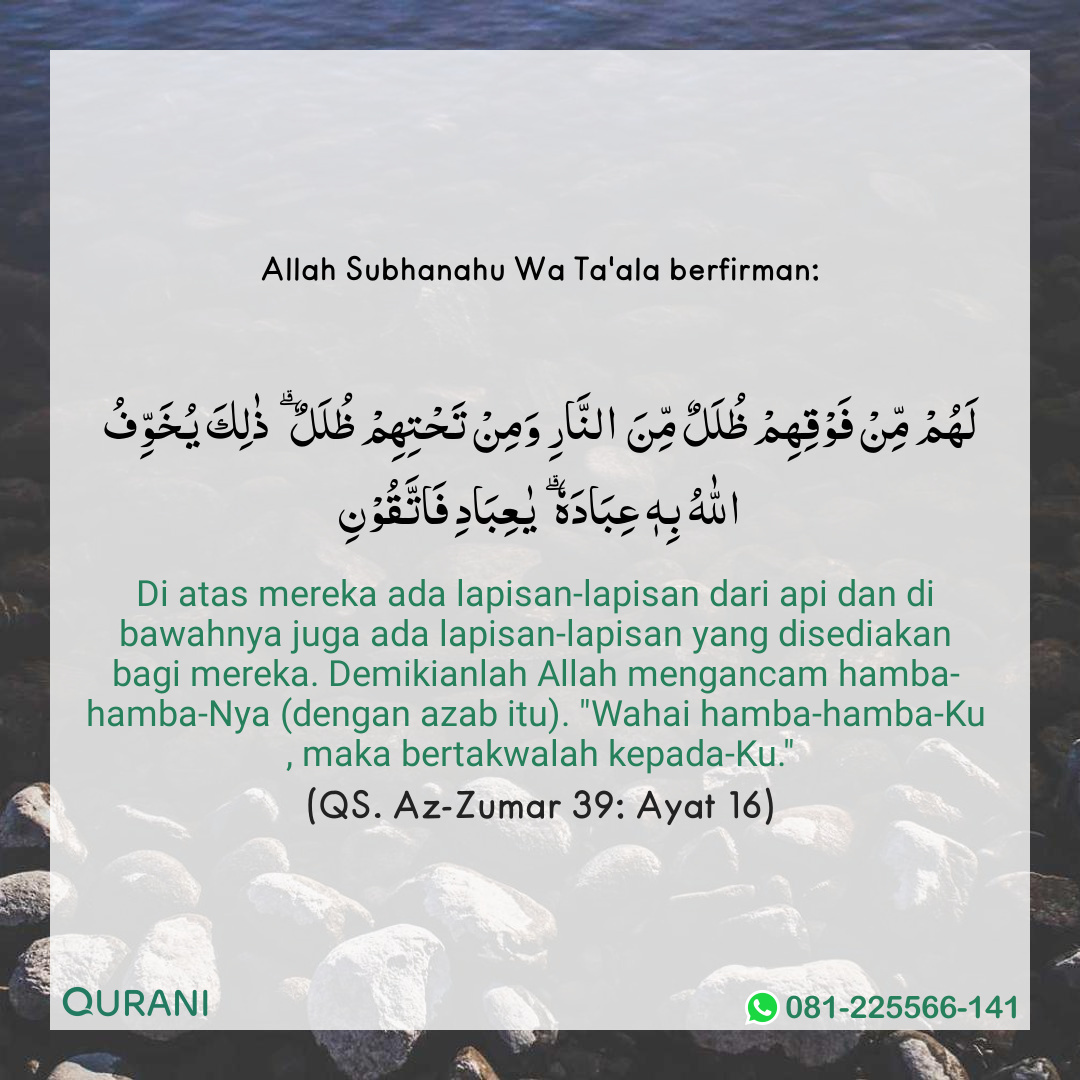 Allah Subhanahu Wa Ta'ala berfirman:
لَهُمْ مِّنْ فَوْقِهِمْ ظُلَلٌ مِّنَ النَّارِ وَمِنْ تَحْتِهِمْ ظُلَلٌ ۗ ذٰلِكَ يُخَوِّفُ
اللّٰهُ بِهٖ عِبَادَهٗ ۗ يٰعِبَادِ فَاتَّقُوْنِ
Di atas mereka ada lapisan-lapisan dari api dan di
bawahnya juga ada lapisan-lapisan yang disediakan
bagi mereka. Demikianlah Allah mengancam hamba-
hamba-Nya (dengan azab itu). "Wahai hamba-hamba-Ku
, maka bertakwalah kepada-Ku."
(QS. Az-Zumar 39: Ayat 16)
QURANI
081-225566-141